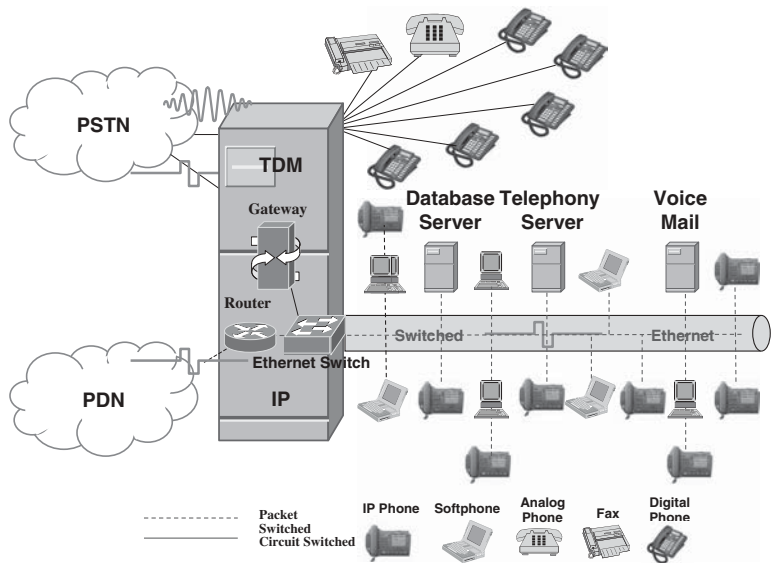 PSTN
TDM
Gateway
Database
Server
Telephony
Server
Voice
Mail
Router
Switched
Ethernet
Ethernet Switch
PDN
IP
Packet
Switched
Circuit Switched
IP Phone
Softphone
Analog
Phone
Fax
Digital
Phone